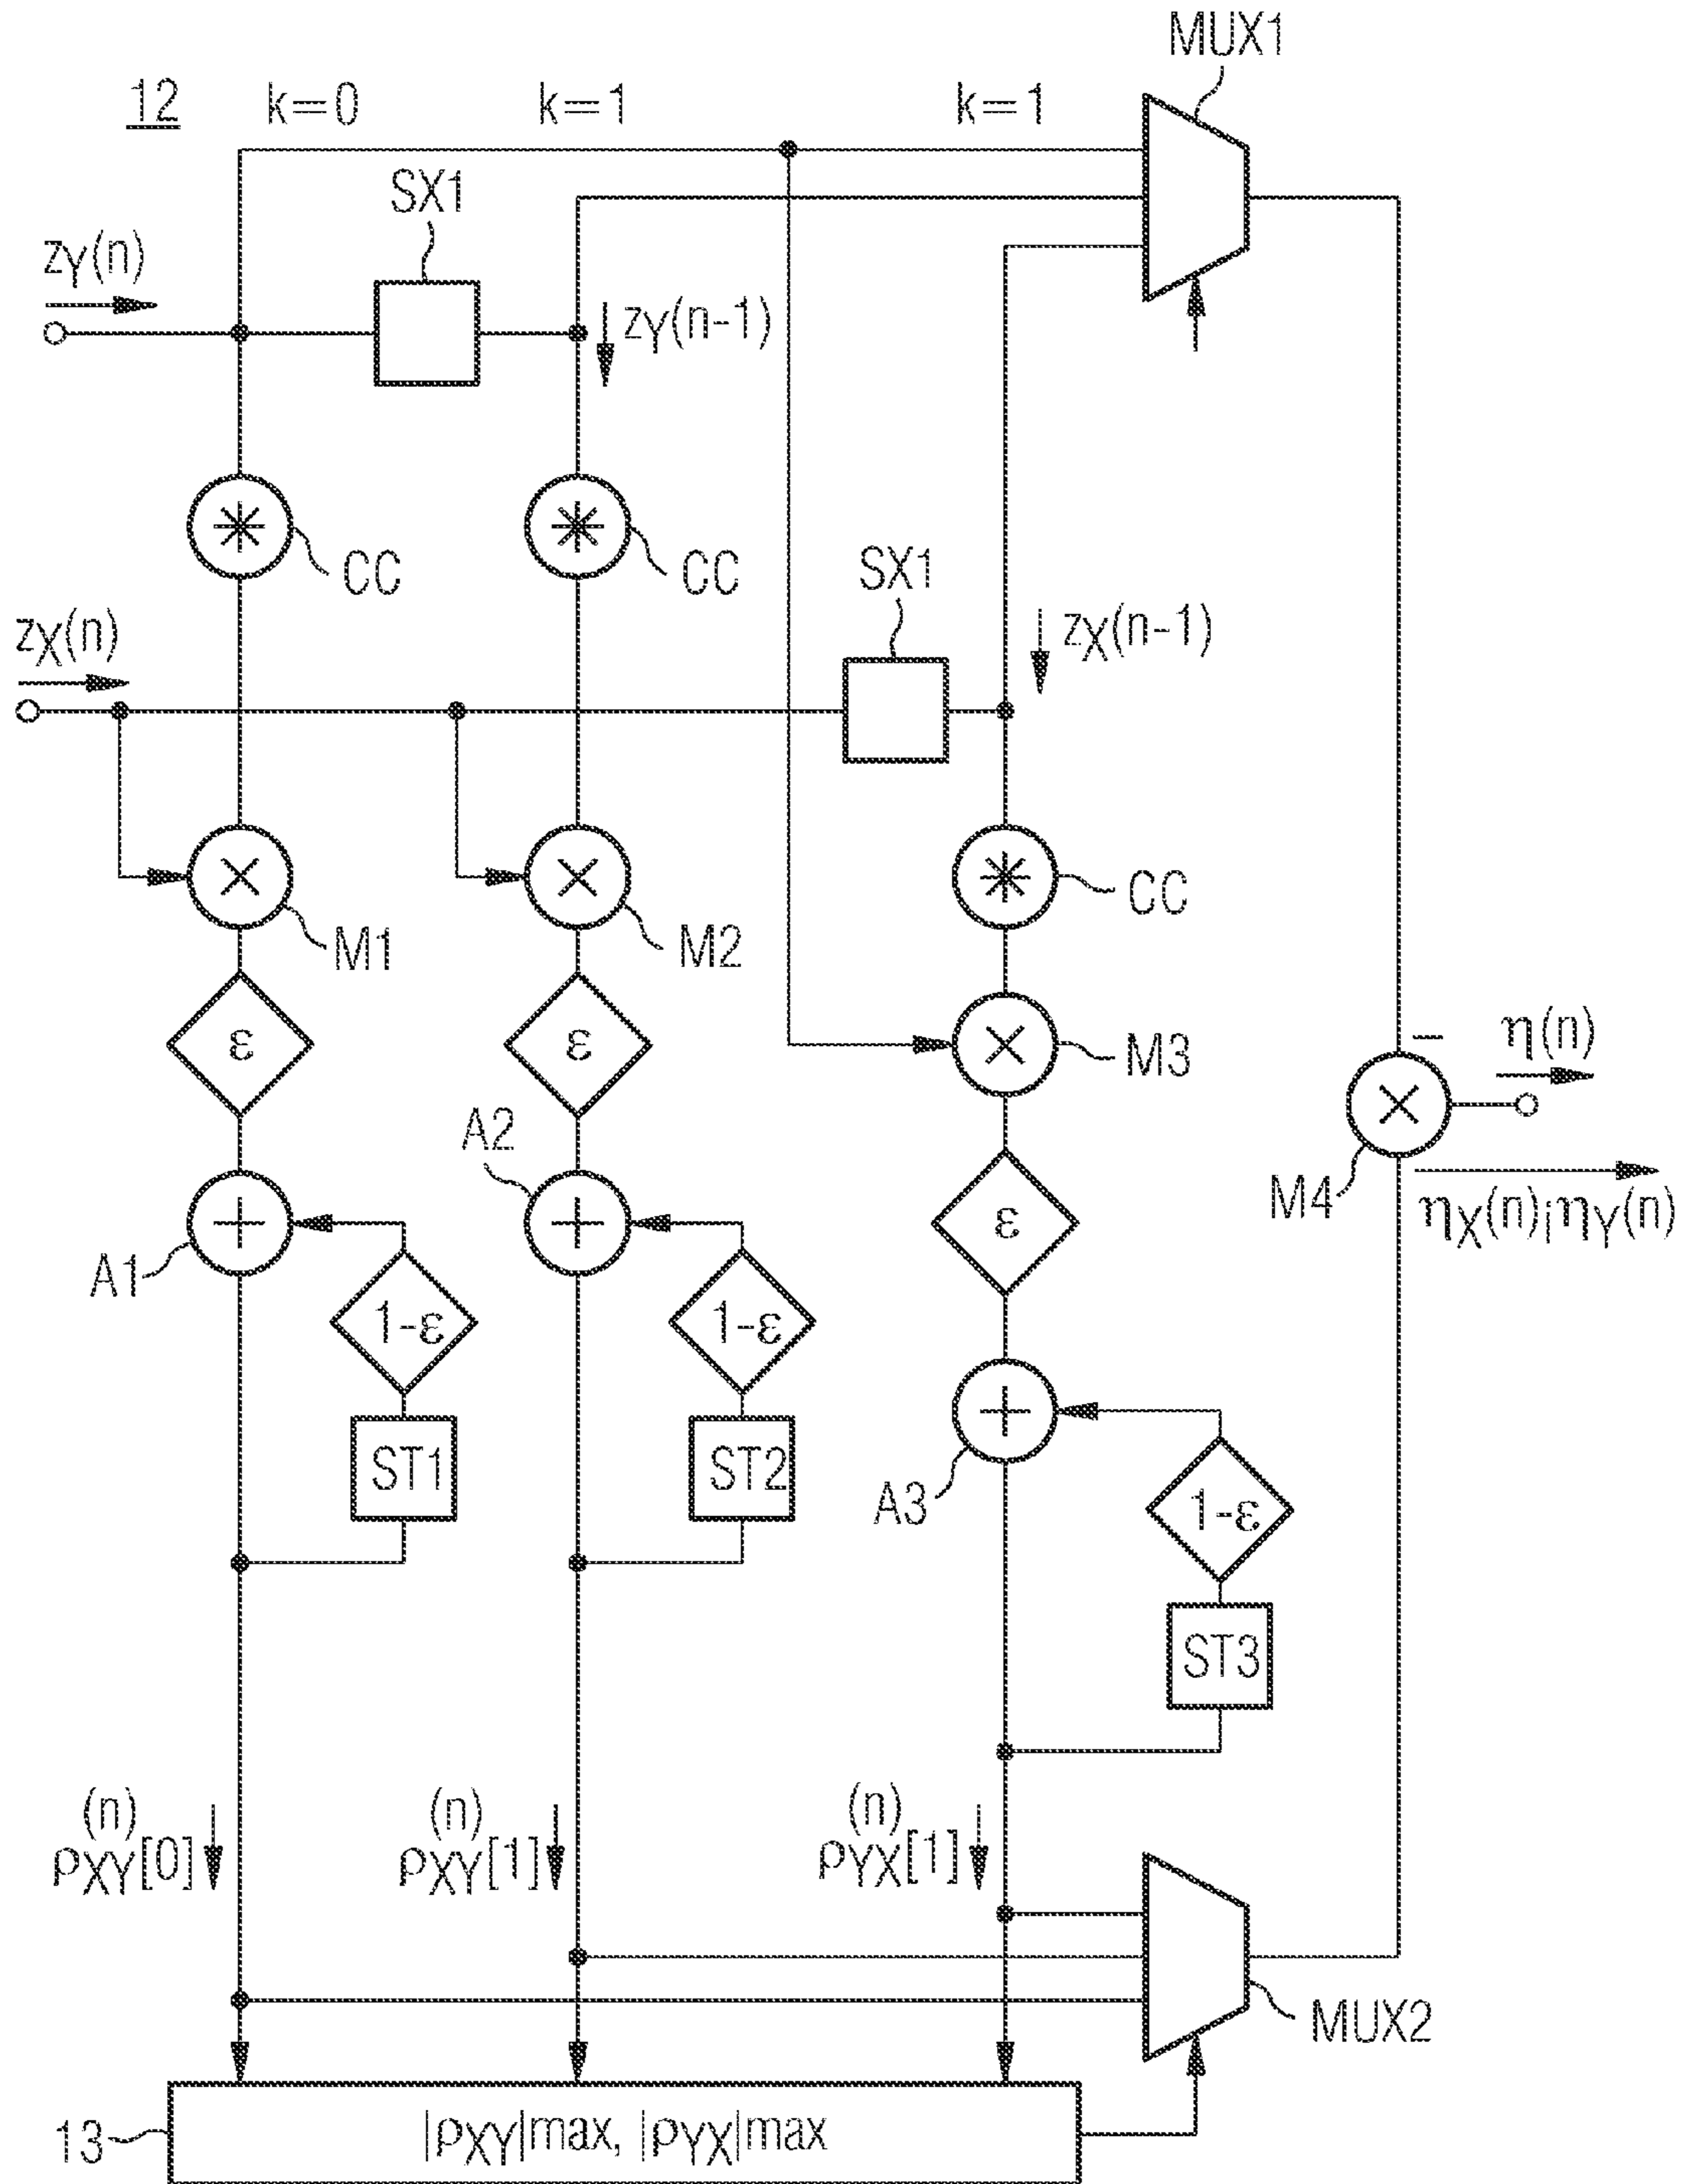 MUX1
12
k=0
k=1
k=1
SX1
zY(n)
zY(n-1)
CC
CC
SX1
zX(n)
zX(n-1)
CC
M1
M2
M3
ε
ε
–
η(n)
A2
ε
M4
ηX(n)¡ηY(n)
A1
1-ε
1-ε
ST1
ST2
A3
1-ε
ST3
(n)
ρXY[0]
(n)
ρXY[1]
(n)
ρYX[1]
MUX2
13
|ρXY|max, |ρYX|max